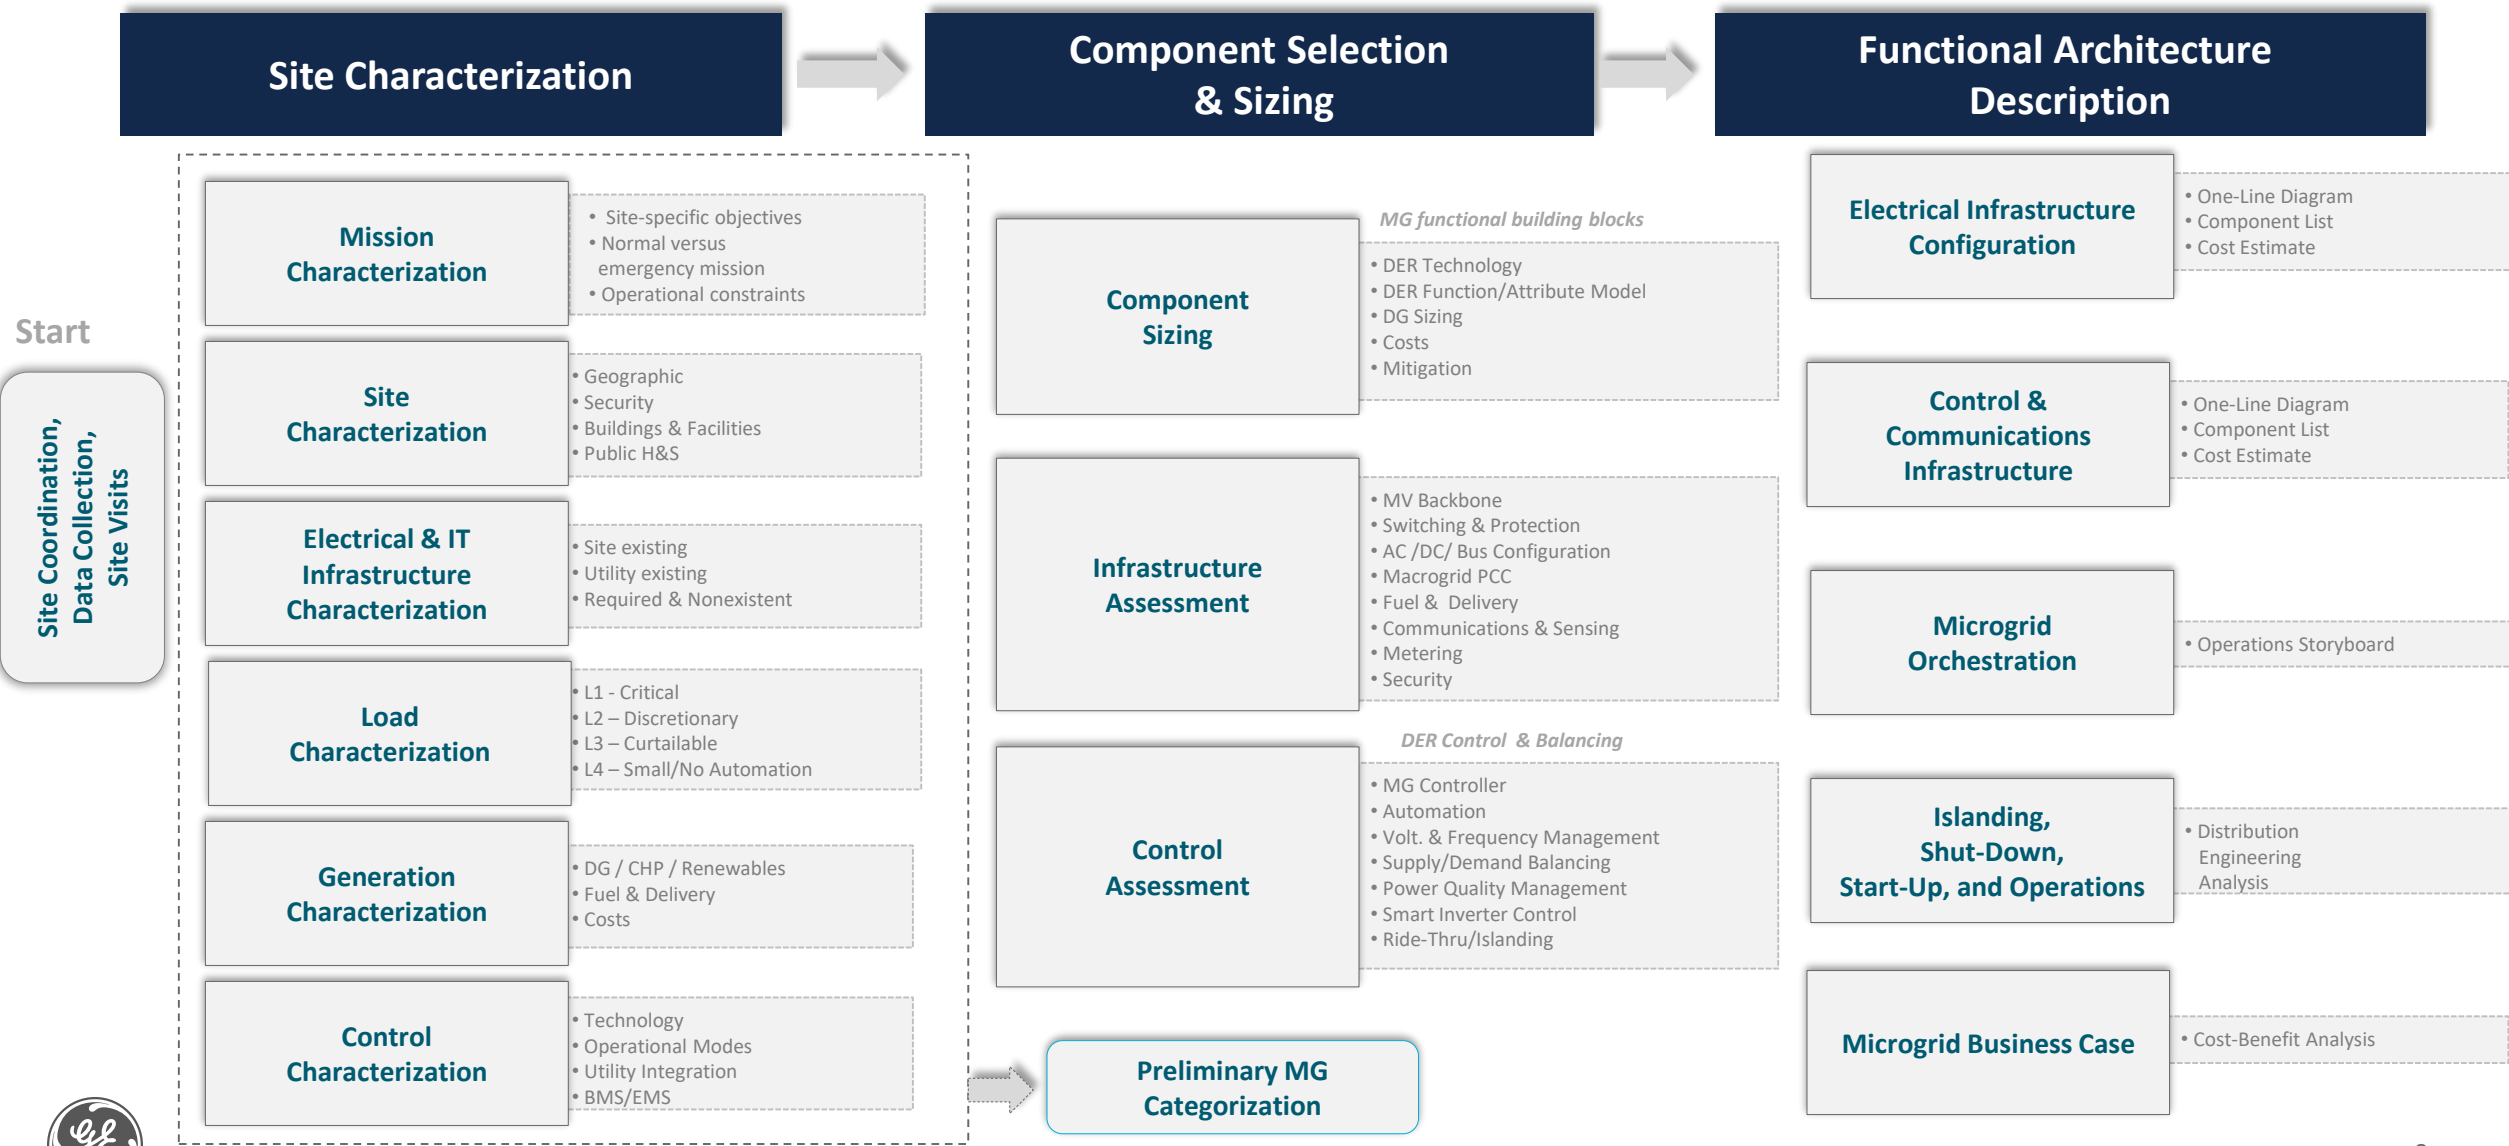 Site Characterization
Component Selection
& Sizing
Functional Architecture
Description
Start
Site Coordination,
Data Collection,
Site Visits
Mission
Characterization
• Site-specific objectives
• Normal versus
emergency mission
• Operational constraints
Site
Characterization
• Geographic
• Security
• Buildings & Facilities
• Public H&S
Electrical & IT
Infrastructure
Characterization
• Site existing
• Utility existing
• Required & Nonexistent
Load
Characterization
• L1 - Critical
• L2 – Discretionary
• L3 – Curtailable
• L4 – Small/No Automation
Generation
Characterization
• DG / CHP / Renewables
• Fuel & Delivery
• Costs
Control
Characterization
• Technology
• Operational Modes
• Utility Integration
• BMS/EMS
MG functional building blocks
Component
Sizing
• DER Technology
• DER Function/Attribute Model
• DG Sizing
• Costs
• Mitigation
Infrastructure
Assessment
• MV Backbone
• Switching & Protection
• AC /DC/ Bus Configuration
• Macrogrid PCC
• Fuel & Delivery
• Communications & Sensing
• Metering
• Security
DER Control & Balancing
Control
Assessment
• MG Controller
• Automation
• Volt. & Frequency Management
• Supply/Demand Balancing
• Power Quality Management
• Smart Inverter Control
• Ride-Thru/Islanding
Preliminary MG
Categorization
Electrical Infrastructure
Configuration
• One-Line Diagram
• Component List
• Cost Estimate
Control &
Communications
Infrastructure
• One-Line Diagram
• Component List
• Cost Estimate
Microgrid
Orchestration
• Operations Storyboard
Islanding,
Shut-Down,
Start-Up, and Operations
• Distribution
Engineering
Analysis
Microgrid Business Case
• Cost-Benefit Analysis
GE